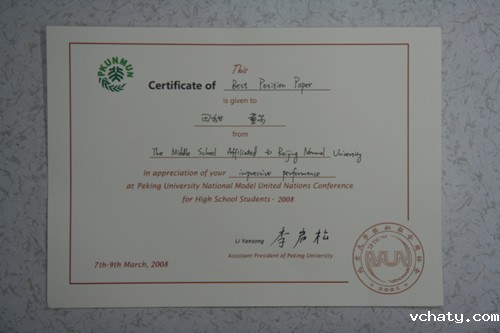 PKUNMUN
This
Certificate of Best Position Paper
is given to
田甜
from
The Middle School Affiliated to Beijing Normal University
In appreciation of your impressive performance
at Peking University National Model United Nations Conference
for High School Students - 2008
Li Yansong 李岩松
Assistant President of Peking University
7th-9th March, 2008
vchaty.com